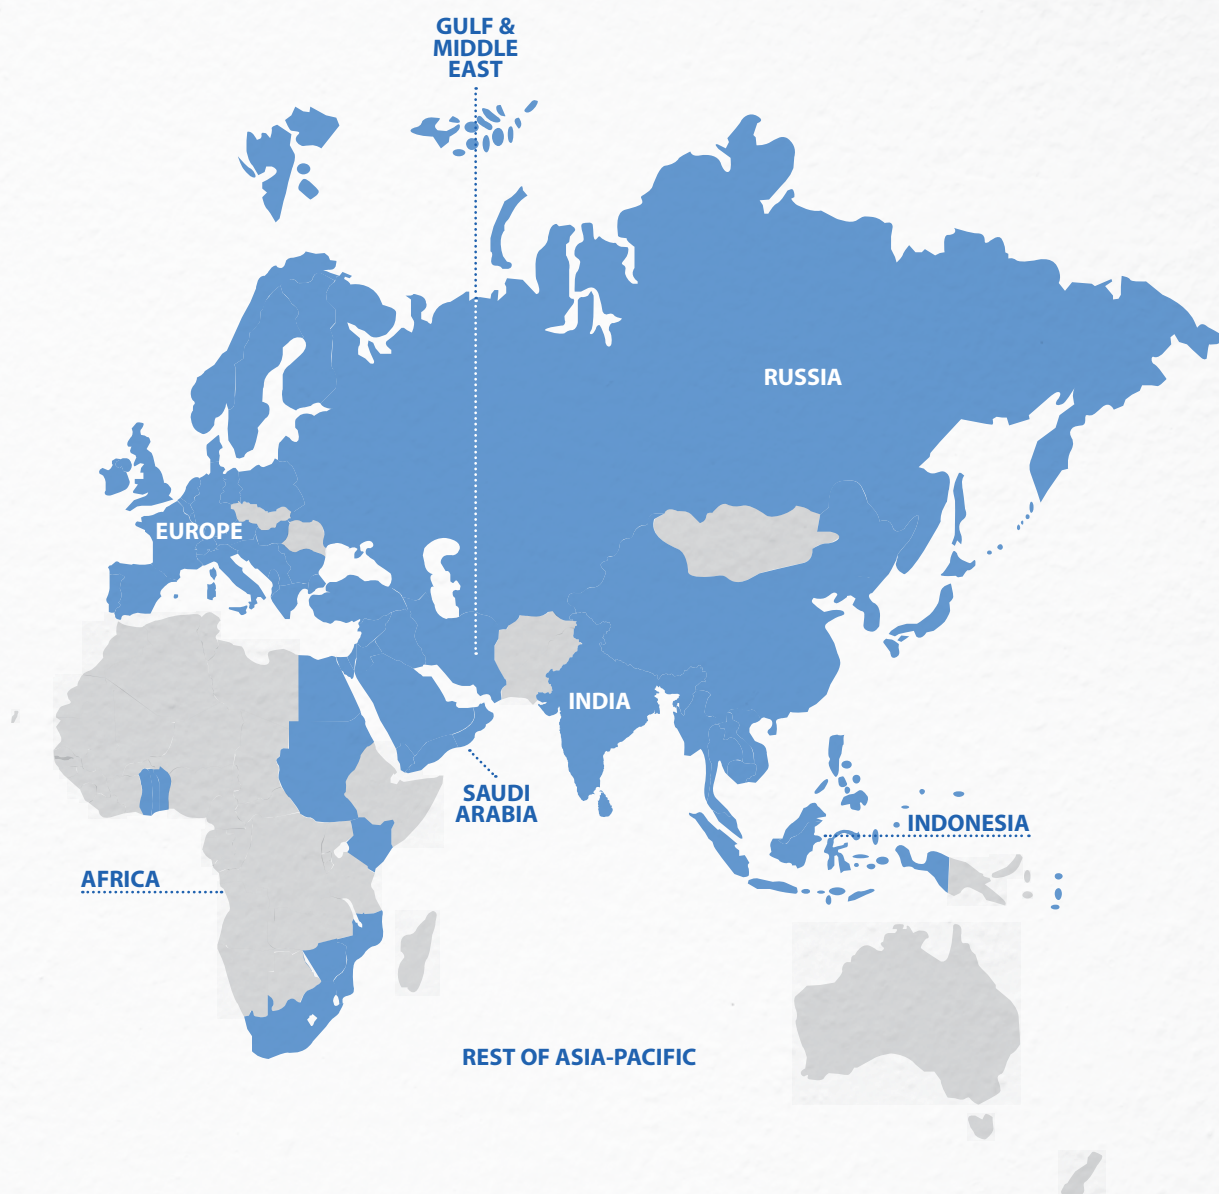 GULF &
MIDDLE
EAST
RUSSIA
EUROPE
INDIA
SAUDI
ARABIA
INDONESIA
AFRICA
REST OF ASIA-PACIFIC